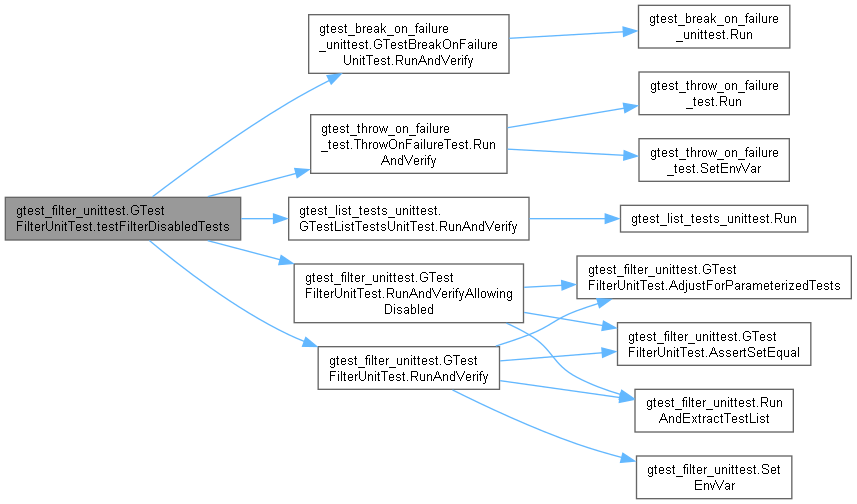 gtest_break_on_failure
_unittest.GTestBreakOnFailure
UnitTest.RunAndVerify
gtest_break_on_failure
_unittest.Run
gtest_throw_on_failure
_test.Run
gtest_throw_on_failure
_test.ThrowOnFailureTest.Run
AndVerify
gtest_throw_on_failure
_test.SetEnvVar
gtest_filter_unittest.GTest
FilterUnitTest.testFilterDisabledTests
gtest_list_tests_unittest.
GTestListTestsUnitTest.RunAndVerify
gtest_list_tests_unittest.Run
gtest_filter_unittest.GTest
FilterUnitTest.RunAndVerifyAllowing
Disabled
gtest_filter_unittest.GTest
FilterUnitTest.AdjustForParameterizedTests
gtest_filter_unittest.GTest
FilterUnitTest.AssertSetEqual
gtest_filter_unittest.GTest
FilterUnitTest.RunAndVerify
gtest_filter_unittest.Run
AndExtractTestList
gtest_filter_unittest.Set
EnvVar